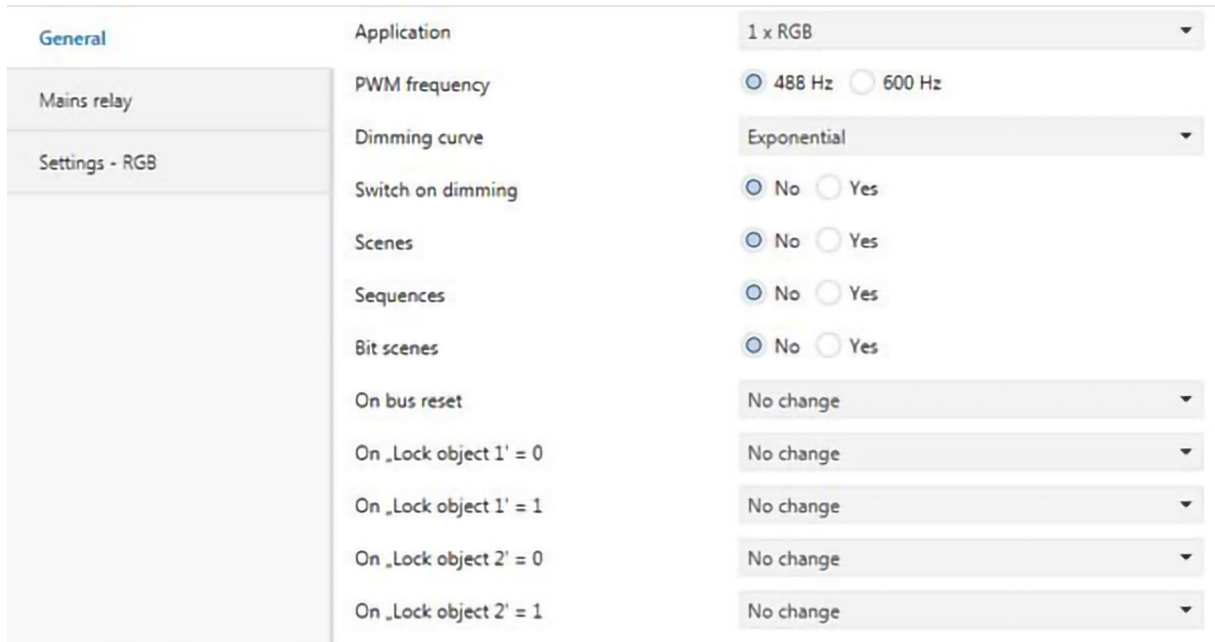 General
Mains relay
Settings - RGB
Application 1 x RGB
PWM frequency 488 Hz 600 Hz
Dimming curve Exponential
Switch on dimming No Yes
Scenes No Yes
Sequences No Yes
Bit scenes No Yes
On bus reset No change
On „Lock object 1' = 0 No change
On „Lock object 1' = 1 No change
On „Lock object 2' = 0 No change
On „Lock object 2' = 1 No change